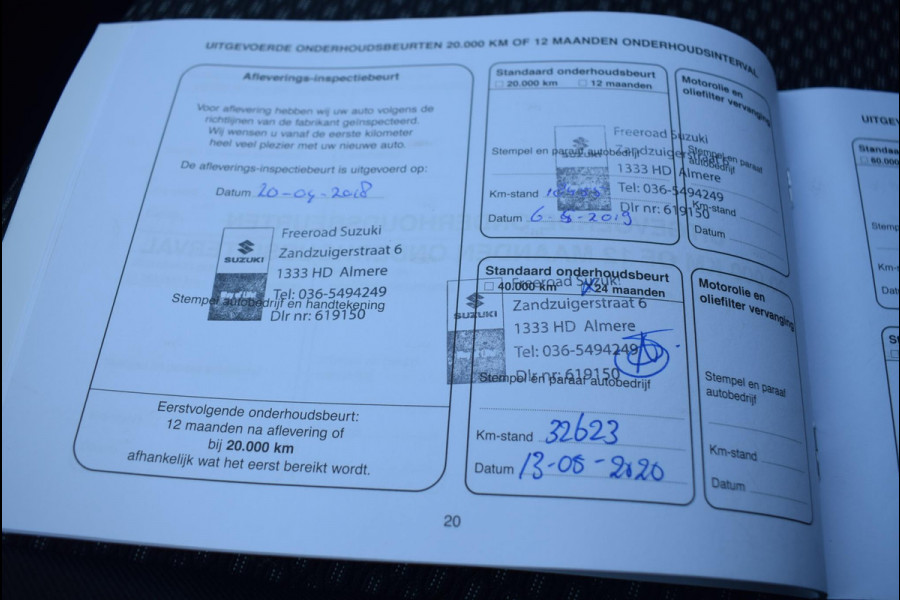 UITGEVOERDE ONDERHOUDSBEURTEN 20.000 KM OF 12 MAANDEN ONDERHOUDSINTERVAL
Afleverings-inspectiebeurt
Voor aflevering hebben wij uw auto volgens de
richtlijnen van de fabrikant geïnspecteerd.
Wij wensen u vanaf de eerste kilometer
heel veel plezier met uw nieuwe auto.
De afleverings-inspectiebeurt is uitgevoerd op:
Datum 20-04-2018
SUZUKI
Freeroad Suzuki
Zandzuigerstraat 6
1333 HD Almere
Tel: 036-5494249
Dlr nr: 619150
Stempel autobedrijf en handtekening
Eerstvolgende onderhoudsbeurt:
12 maanden na aflevering of
bij 20.000 km
afhankelijk wat het eerst bereikt wordt.
Standaard onderhoudsbeurt
20.000 km 12 maanden
Freeroad Suzuki
Zandzuigerstraat 6
1333 HD Almere
Tel: 036-5494249
Dlr nr: 619150
Stempel en paraaf autobedrijf
Km-stand
Datum 6-8-2019
Motorolie en
oliefilter vervanging
Stempel en paraaf
autobedrijf
Km-stand
Datum
Standaard onderhoudsbeurt
40.000 km 24 maanden
SUZUKI
Freeroad Suzuki
Zandzuigerstraat 6
1333 HD Almere
Tel: 036-5494249
Dlr nr: 619150
Stempel en paraaf autobedrijf
Km-stand 32623
Datum 13-08-2020
Motorolie en
oliefilter vervanging
Stempel en paraaf
autobedrijf
Km-stand
Datum
20